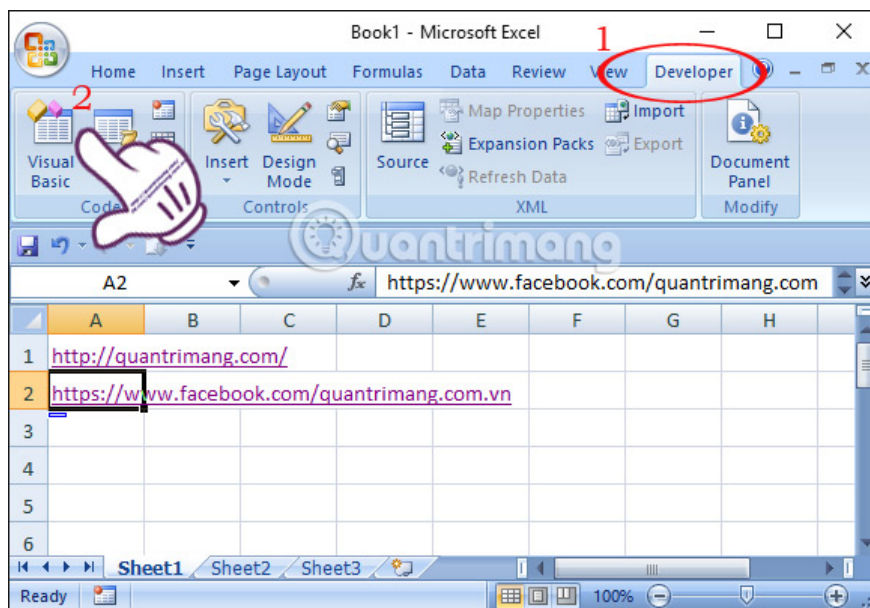 Book1 - Microsoft Excel
1
Home Insert Page Layout Formulas Data Review View Developer
2
Visual Basic
Insert
Design Mode
Source
Map Properties
Expansion Packs
Refresh Data
Import
Export
Document Panel
Code Controls XML Modify
Quantrimang
A2 fx https://www.facebook.com/quantrimang.com
A B C D E F G H
1 http://quantrimang.com/
2 https://www.facebook.com/quantrimang.com.vn
3
4
5
6
Sheet1 Sheet2 Sheet3
Ready 100%